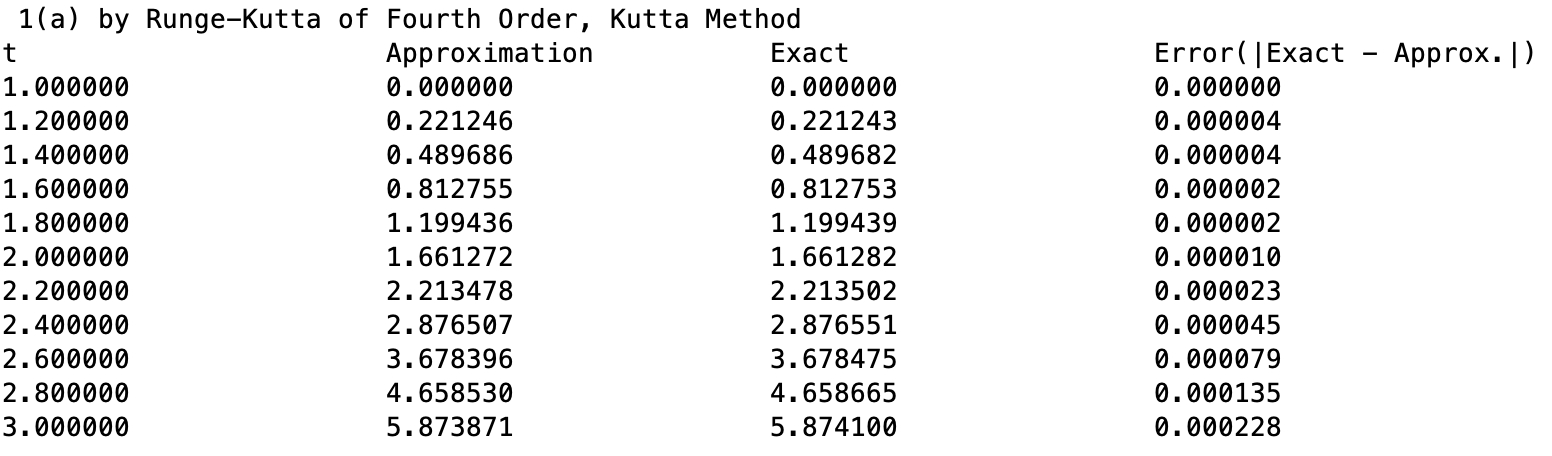 1(a) by Runge-Kutta of Fourth Order, Kutta Method
t Approximation Exact Error(|Exact - Approx.|)
1.000000 0.000000 0.000000 0.000000
1.200000 0.221246 0.221243 0.000004
1.400000 0.489686 0.489682 0.000004
1.600000 0.812755 0.812753 0.000002
1.800000 1.199436 1.199439 0.000002
2.000000 1.661272 1.661282 0.000010
2.200000 2.213478 2.213502 0.000023
2.400000 2.876507 2.876551 0.000045
2.600000 3.678396 3.678475 0.000079
2.800000 4.658530 4.658665 0.000135
3.000000 5.873871 5.874100 0.000228